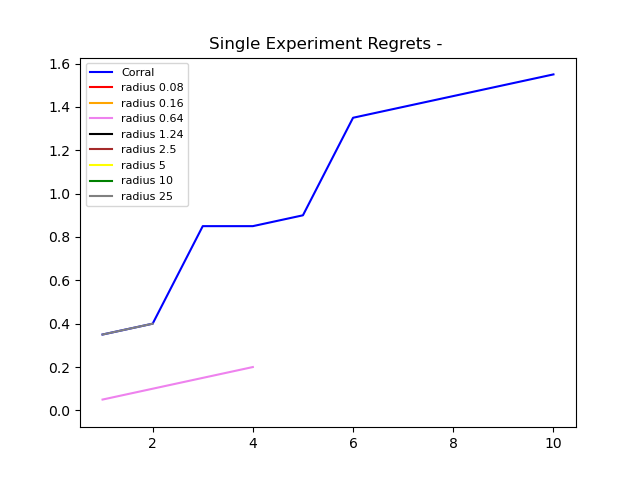 Single Experiment Regrets -
1.6
1.4
1.2
1.0
0.8
0.6
0.4
0.2
0.0
Corral
radius 0.08
radius 0.16
radius 0.64
radius 1.24
radius 2.5
radius 5
radius 10
radius 25
2 4 6 8 10